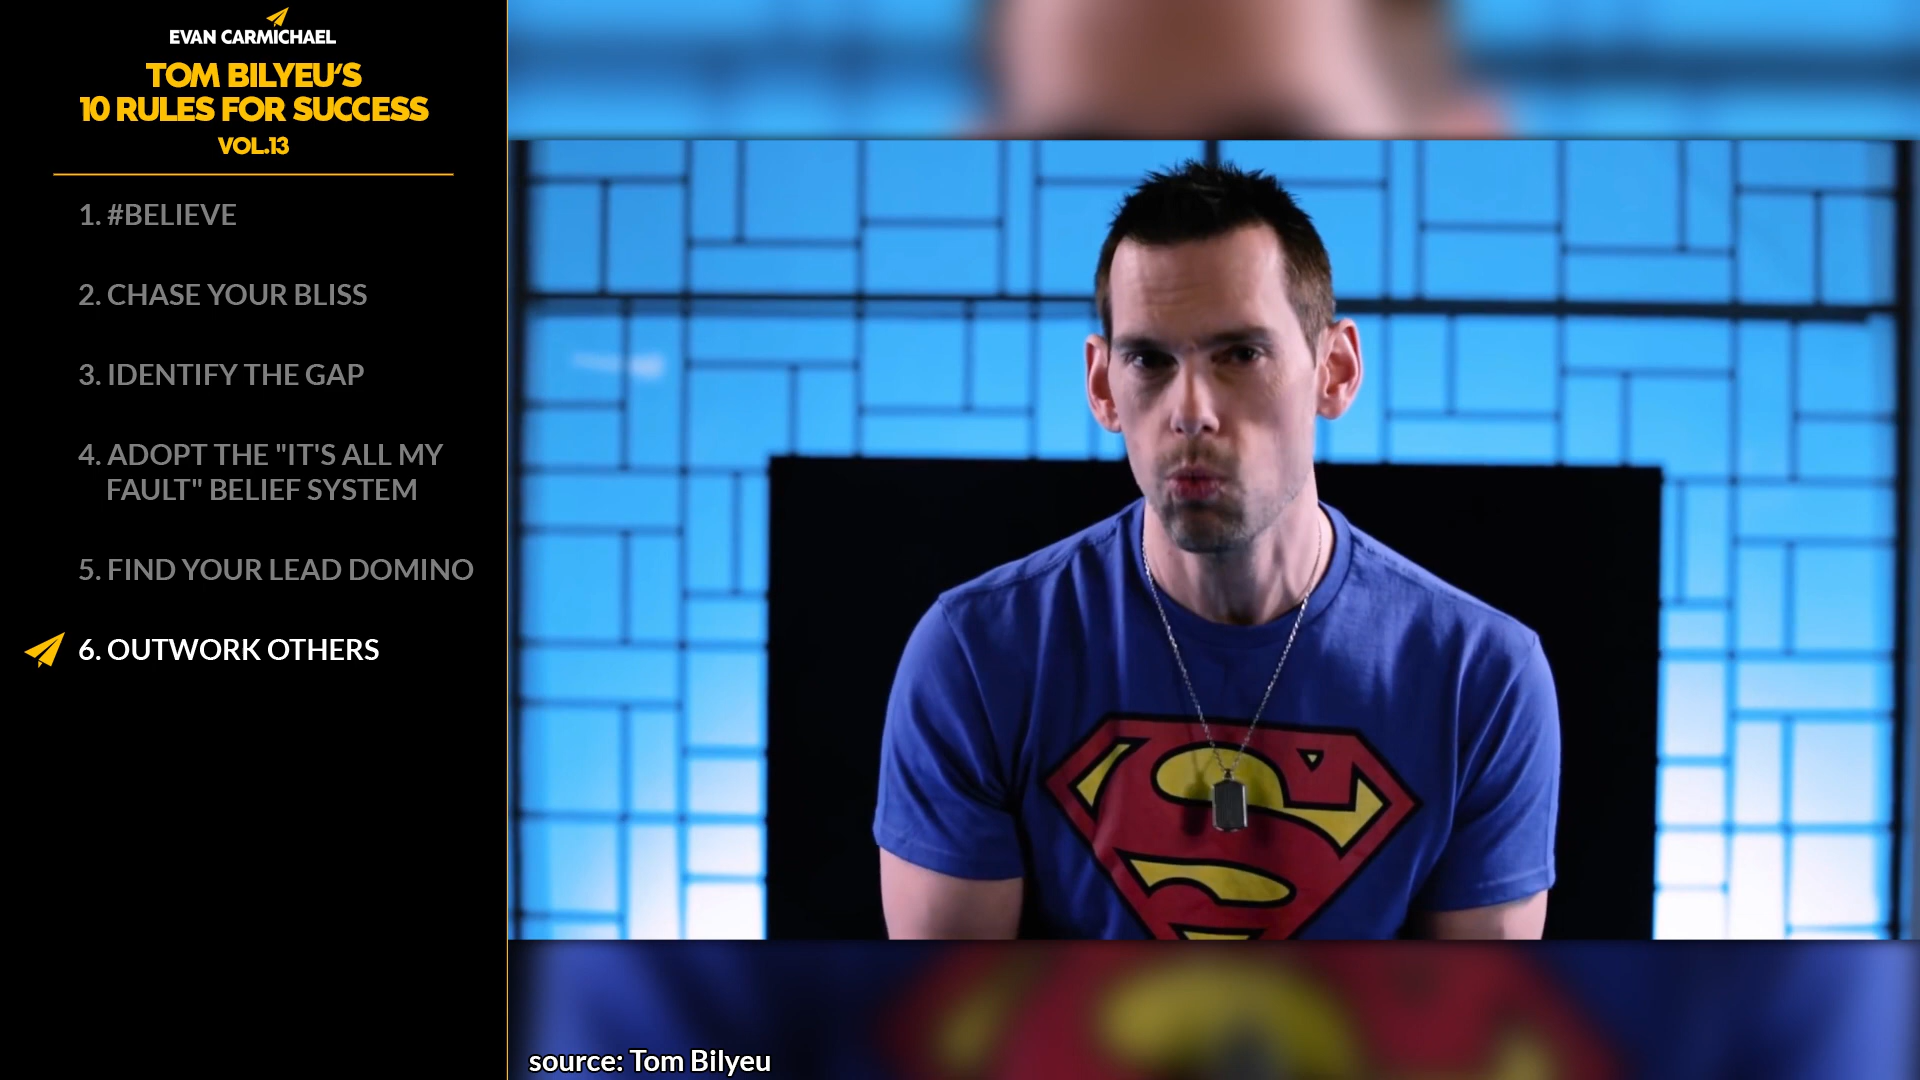 EVAN CARMICHAEL
TOM BILYEU'S
10 RULES FOR SUCCESS
VOL.13
1. #BELIEVE
2. CHASE YOUR BLISS
3. IDENTIFY THE GAP
4. ADOPT THE "IT'S ALL MY
FAULT" BELIEF SYSTEM
5. FIND YOUR LEAD DOMINO
6. OUTWORK OTHERS
source: Tom Bilyeu